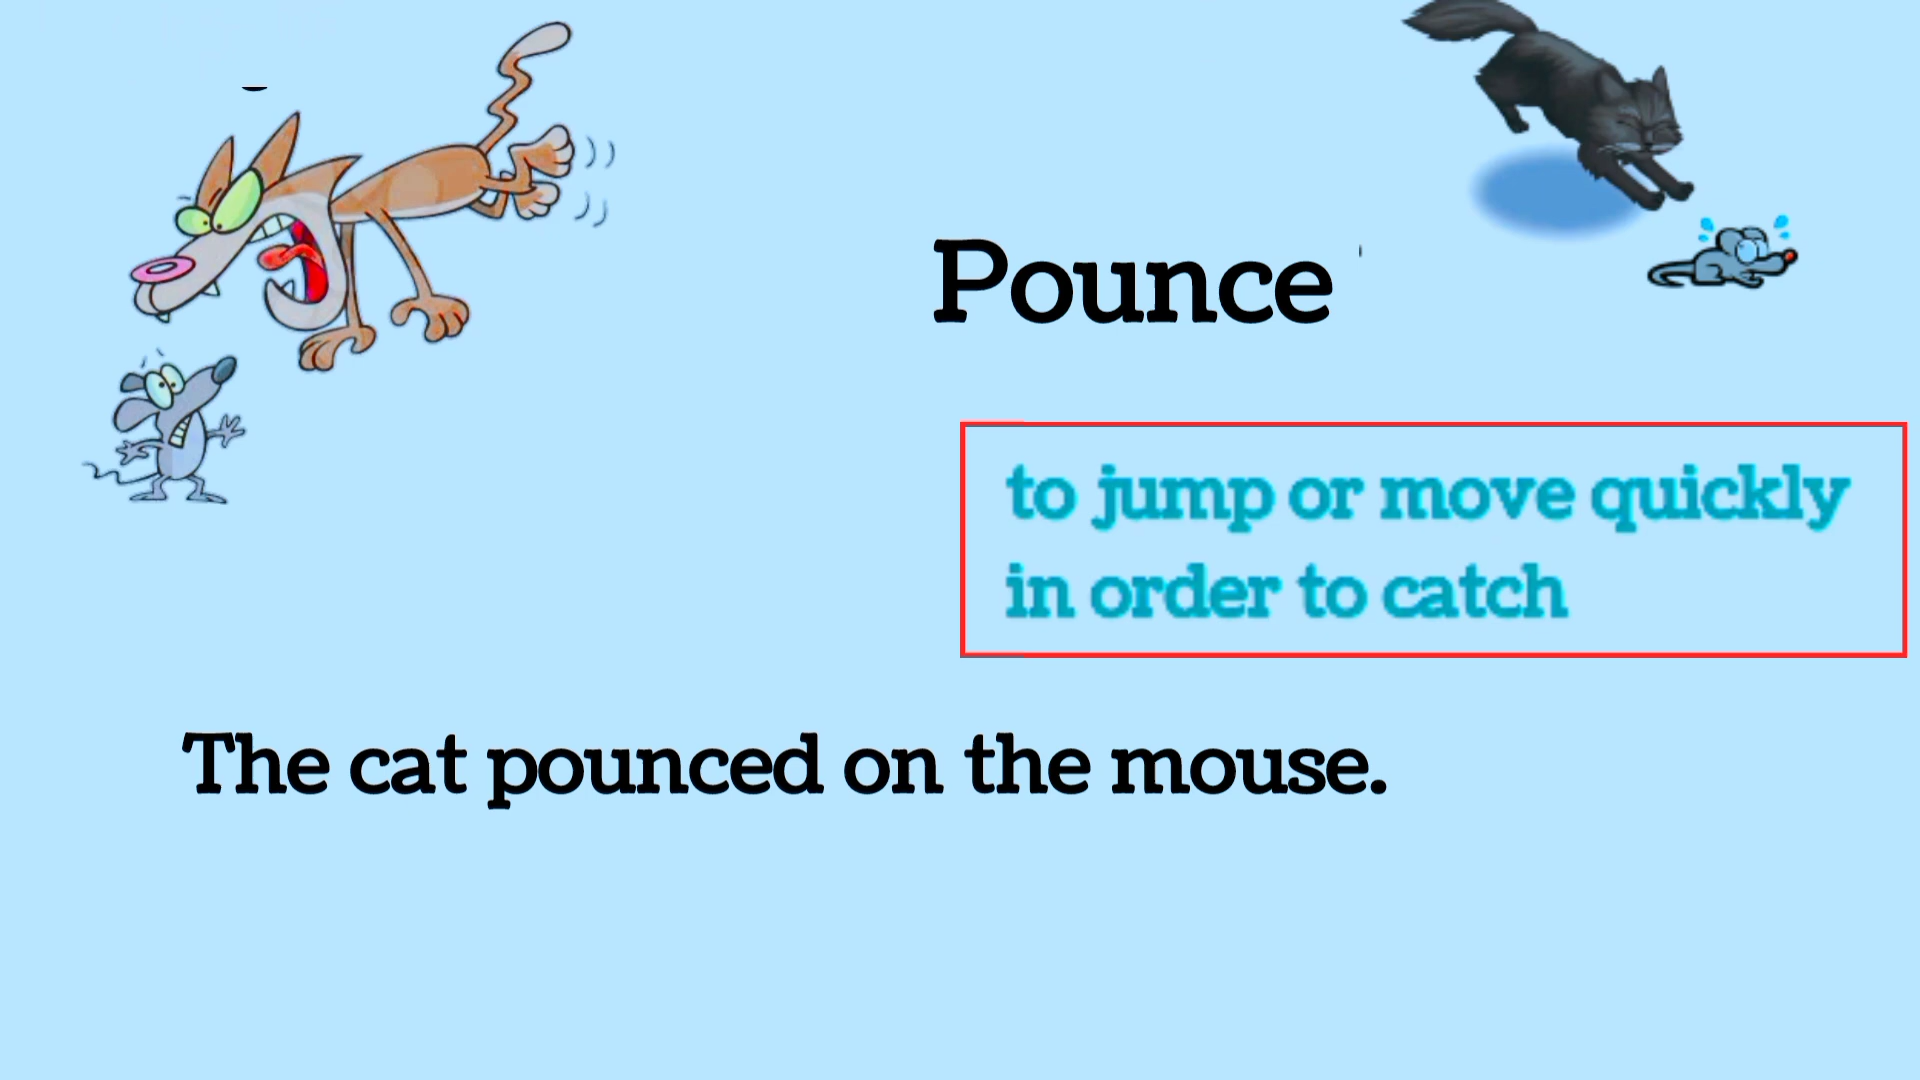 Pounce
to jump or move quickly
in order to catch
The cat pounced on the mouse.